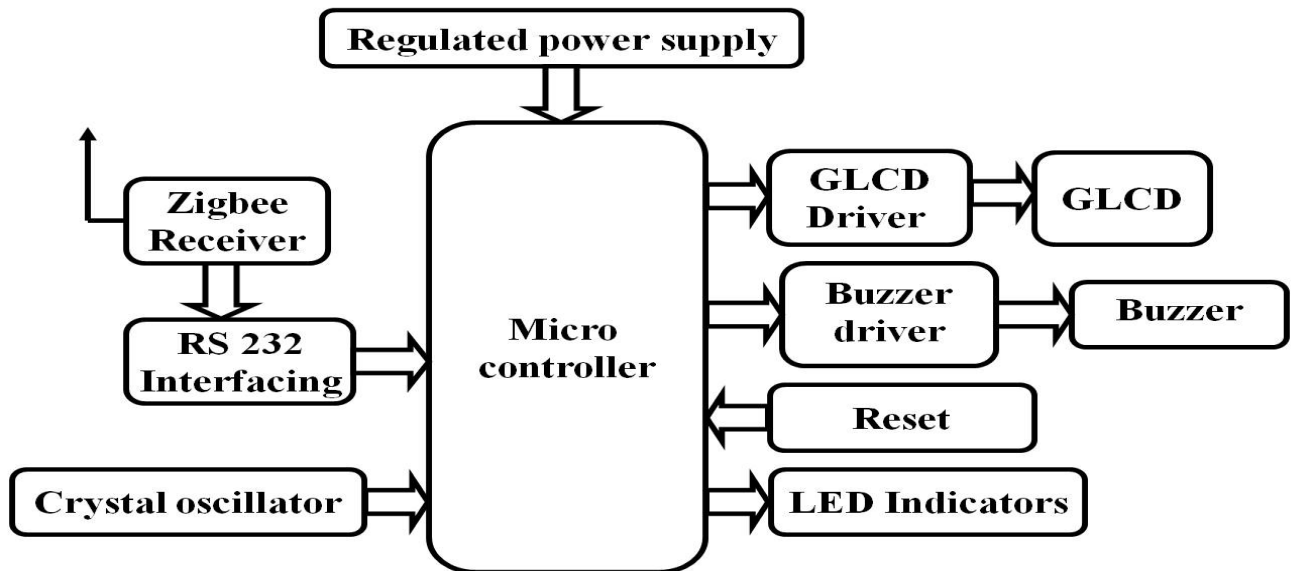 Regulated power supply
Zigbee
Receiver
RS 232
Interfacing
Crystal oscillator
Micro
controller
GLCD
Driver
GLCD
Buzzer
driver
Buzzer
Reset
LED Indicators